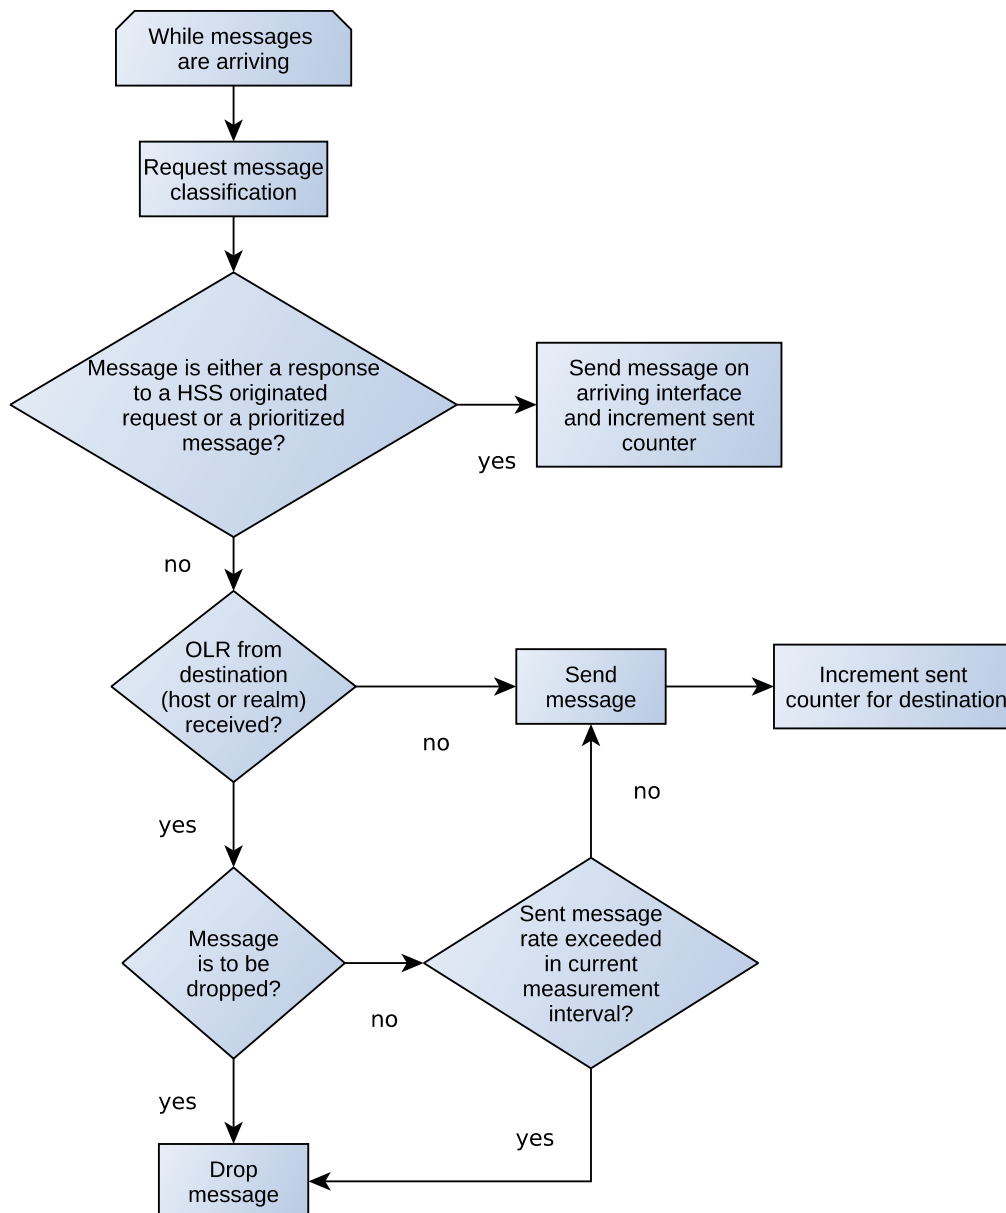 While messages
are arriving
Request message
classification
Message is either a response
to a HSS originated
request or a prioritized
message?
Send message on
arriving interface
and increment sent
counter
yes
no
OLR from
destination
(host or realm)
received?
Send
message
Increment sent
counter for destination
no
no
yes
Message
is to be
dropped?
Sent message
rate exceeded
in current
measurement
interval?
no
yes
yes
Drop
message